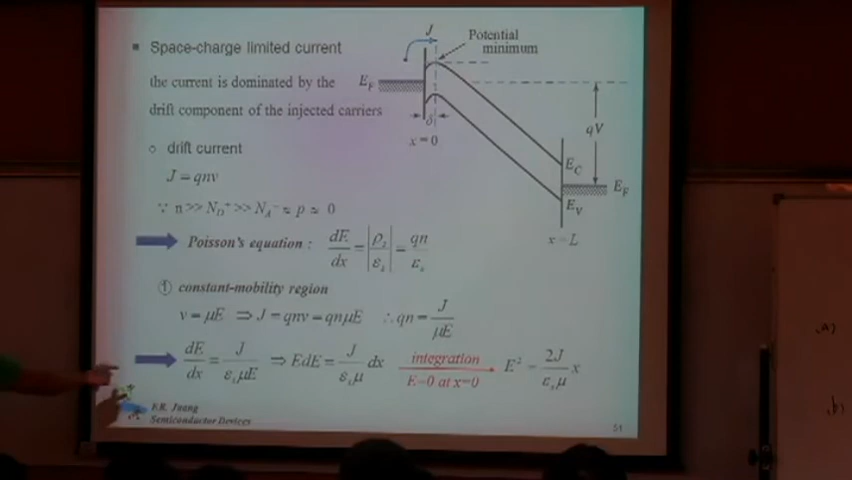 ▪ Space-charge limited current
the current is dominated by the
drift component of the injected carriers
○ drift current
J = qnv
∵ n >> N_D⁺ >> N_A⁻ ≈ p ≈ 0
Poisson's equation : dE/dx = |ρ_s/ε_s| = qn/ε_s
① constant-mobility region
v = μE ⇒ J = qnv = qnμE ∴ qn = J/μE
dE/dx = J/ε_sμE ⇒ EdE = J/ε_sμ dx integration E=0 at x=0 E² = 2J/ε_sμ x
J
Potential
minimum
E_F
δ
x=0
qV
E_C
E_F
E_V
x=L
F.R. Juang
Semiconductor Devices
51
(a)
(b)